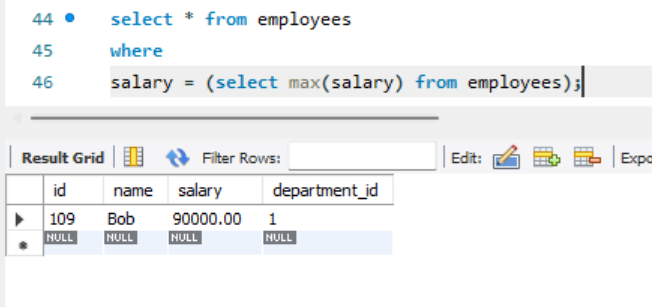 44 select * from employees
45 where
46 salary = (select max(salary) from employees);
Result Grid Filter Rows: Edit: Expo
id name salary department_id
109 Bob 90000.00 1
NULL NULL NULL NULL